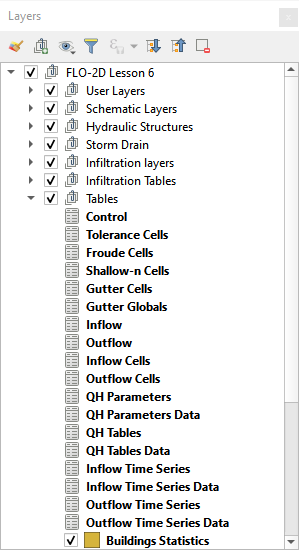 Layers
FLO-2D Lesson 6
User Layers
Schematic Layers
Hydraulic Structures
Storm Drain
Infiltration layers
Infiltration Tables
Tables
Control
Tolerance Cells
Froude Cells
Shallow-n Cells
Gutter Cells
Gutter Globals
Inflow
Outflow
Inflow Cells
Outflow Cells
QH Parameters
QH Parameters Data
QH Tables
QH Tables Data
Inflow Time Series
Inflow Time Series Data
Outflow Time Series
Outflow Time Series Data
Buildings Statistics